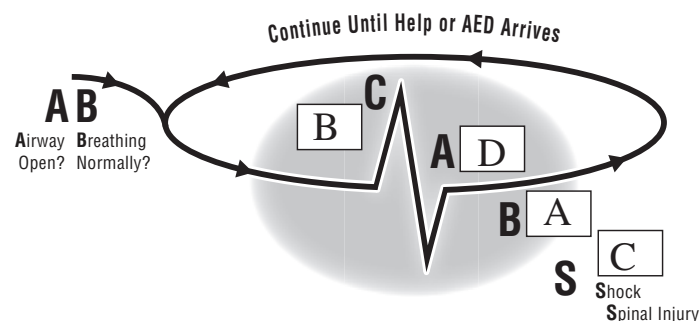 Continue Until Help or AED Arrives
A B
Airway Breathing
Open? Normally?
C
B
A
D
B
A
S
C
Shock
Spinal Injury